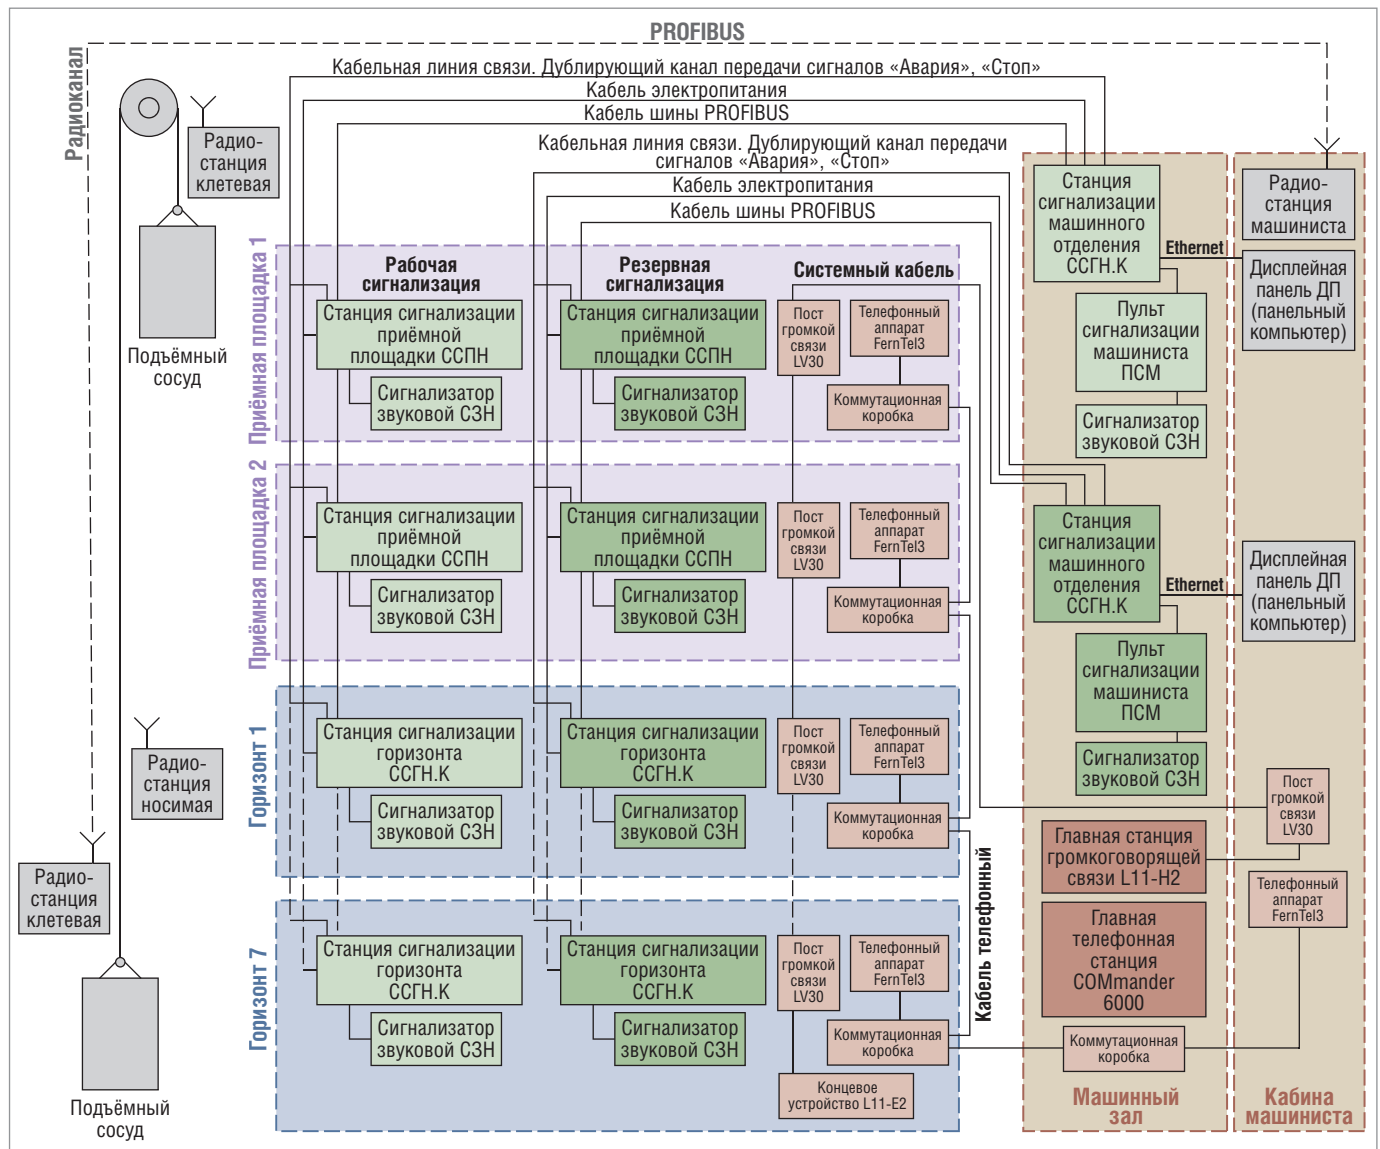 PROFIBUS
Радиоканал
Кабельная линия связи. Дублирующий канал передачи сигналов «Авария», «Стоп»
Кабель электропитания
Кабель шины PROFIBUS
Кабельная линия связи. Дублирующий канал передачи
сигналов «Авария», «Стоп»
Кабель электропитания
Кабель шины PROFIBUS
Радио-
станция
клетевая
Подъёмный
сосуд
Радио-
станция
носимая
Радио-
станция
клетевая
Подъёмный
сосуд
Приёмная площадка 1
Рабочая
сигнализация
Резервная
сигнализация
Системный кабель
Станция сигнализации
приёмной
площадки ССПН
Сигнализатор
звуковой СЗН
Станция сигнализации
приёмной
площадки ССПН
Сигнализатор
звуковой СЗН
Пост
громкой
связи
LV30
Телефонный
аппарат
FernTel3
Коммутационная
коробка
Приёмная площадка 2
Станция сигнализации
приёмной
площадки ССПН
Сигнализатор
звуковой СЗН
Станция сигнализации
приёмной
площадки ССПН
Сигнализатор
звуковой СЗН
Пост
громкой
связи
LV30
Телефонный
аппарат
FernTel3
Коммутационная
коробка
Горизонт 1
Станция сигнализации
горизонта
ССГН.К
Сигнализатор
звуковой СЗН
Станция сигнализации
горизонта
ССГН.К
Сигнализатор
звуковой СЗН
Пост
громкой
связи
LV30
Телефонный
аппарат
FernTel3
Коммутационная
коробка
Горизонт 7
Станция сигнализации
горизонта
ССГН.К
Сигнализатор
звуковой СЗН
Станция сигнализации
горизонта
ССГН.К
Сигнализатор
звуковой СЗН
Пост
громкой
связи
LV30
Телефонный
аппарат
FernTel3
Коммутационная
коробка
Концевое
устройство L11-E2
Кабель телефонный
Станция
сигнализации
машинного
отделения
ССГН.К
Ethernet
Пульт
сигнализации
машиниста
ПСМ
Сигнализатор
звуковой СЗН
Станция
сигнализации
машинного
отделения
ССГН.К
Ethernet
Пульт
сигнализации
машиниста
ПСМ
Сигнализатор
звуковой СЗН
Главная станция
громкоговорящей
связи L11-H2
Главная
телефонная
станция
COMmander
6000
Коммутационная
коробка
Машинный
зал
Радио-
станция
машиниста
Дисплейная
панель ДП
(панельный
компьютер)
Дисплейная
панель ДП
(панельный
компьютер)
Пост
громкой
связи
LV30
Телефонный
аппарат
FernTel3
Кабина
машиниста